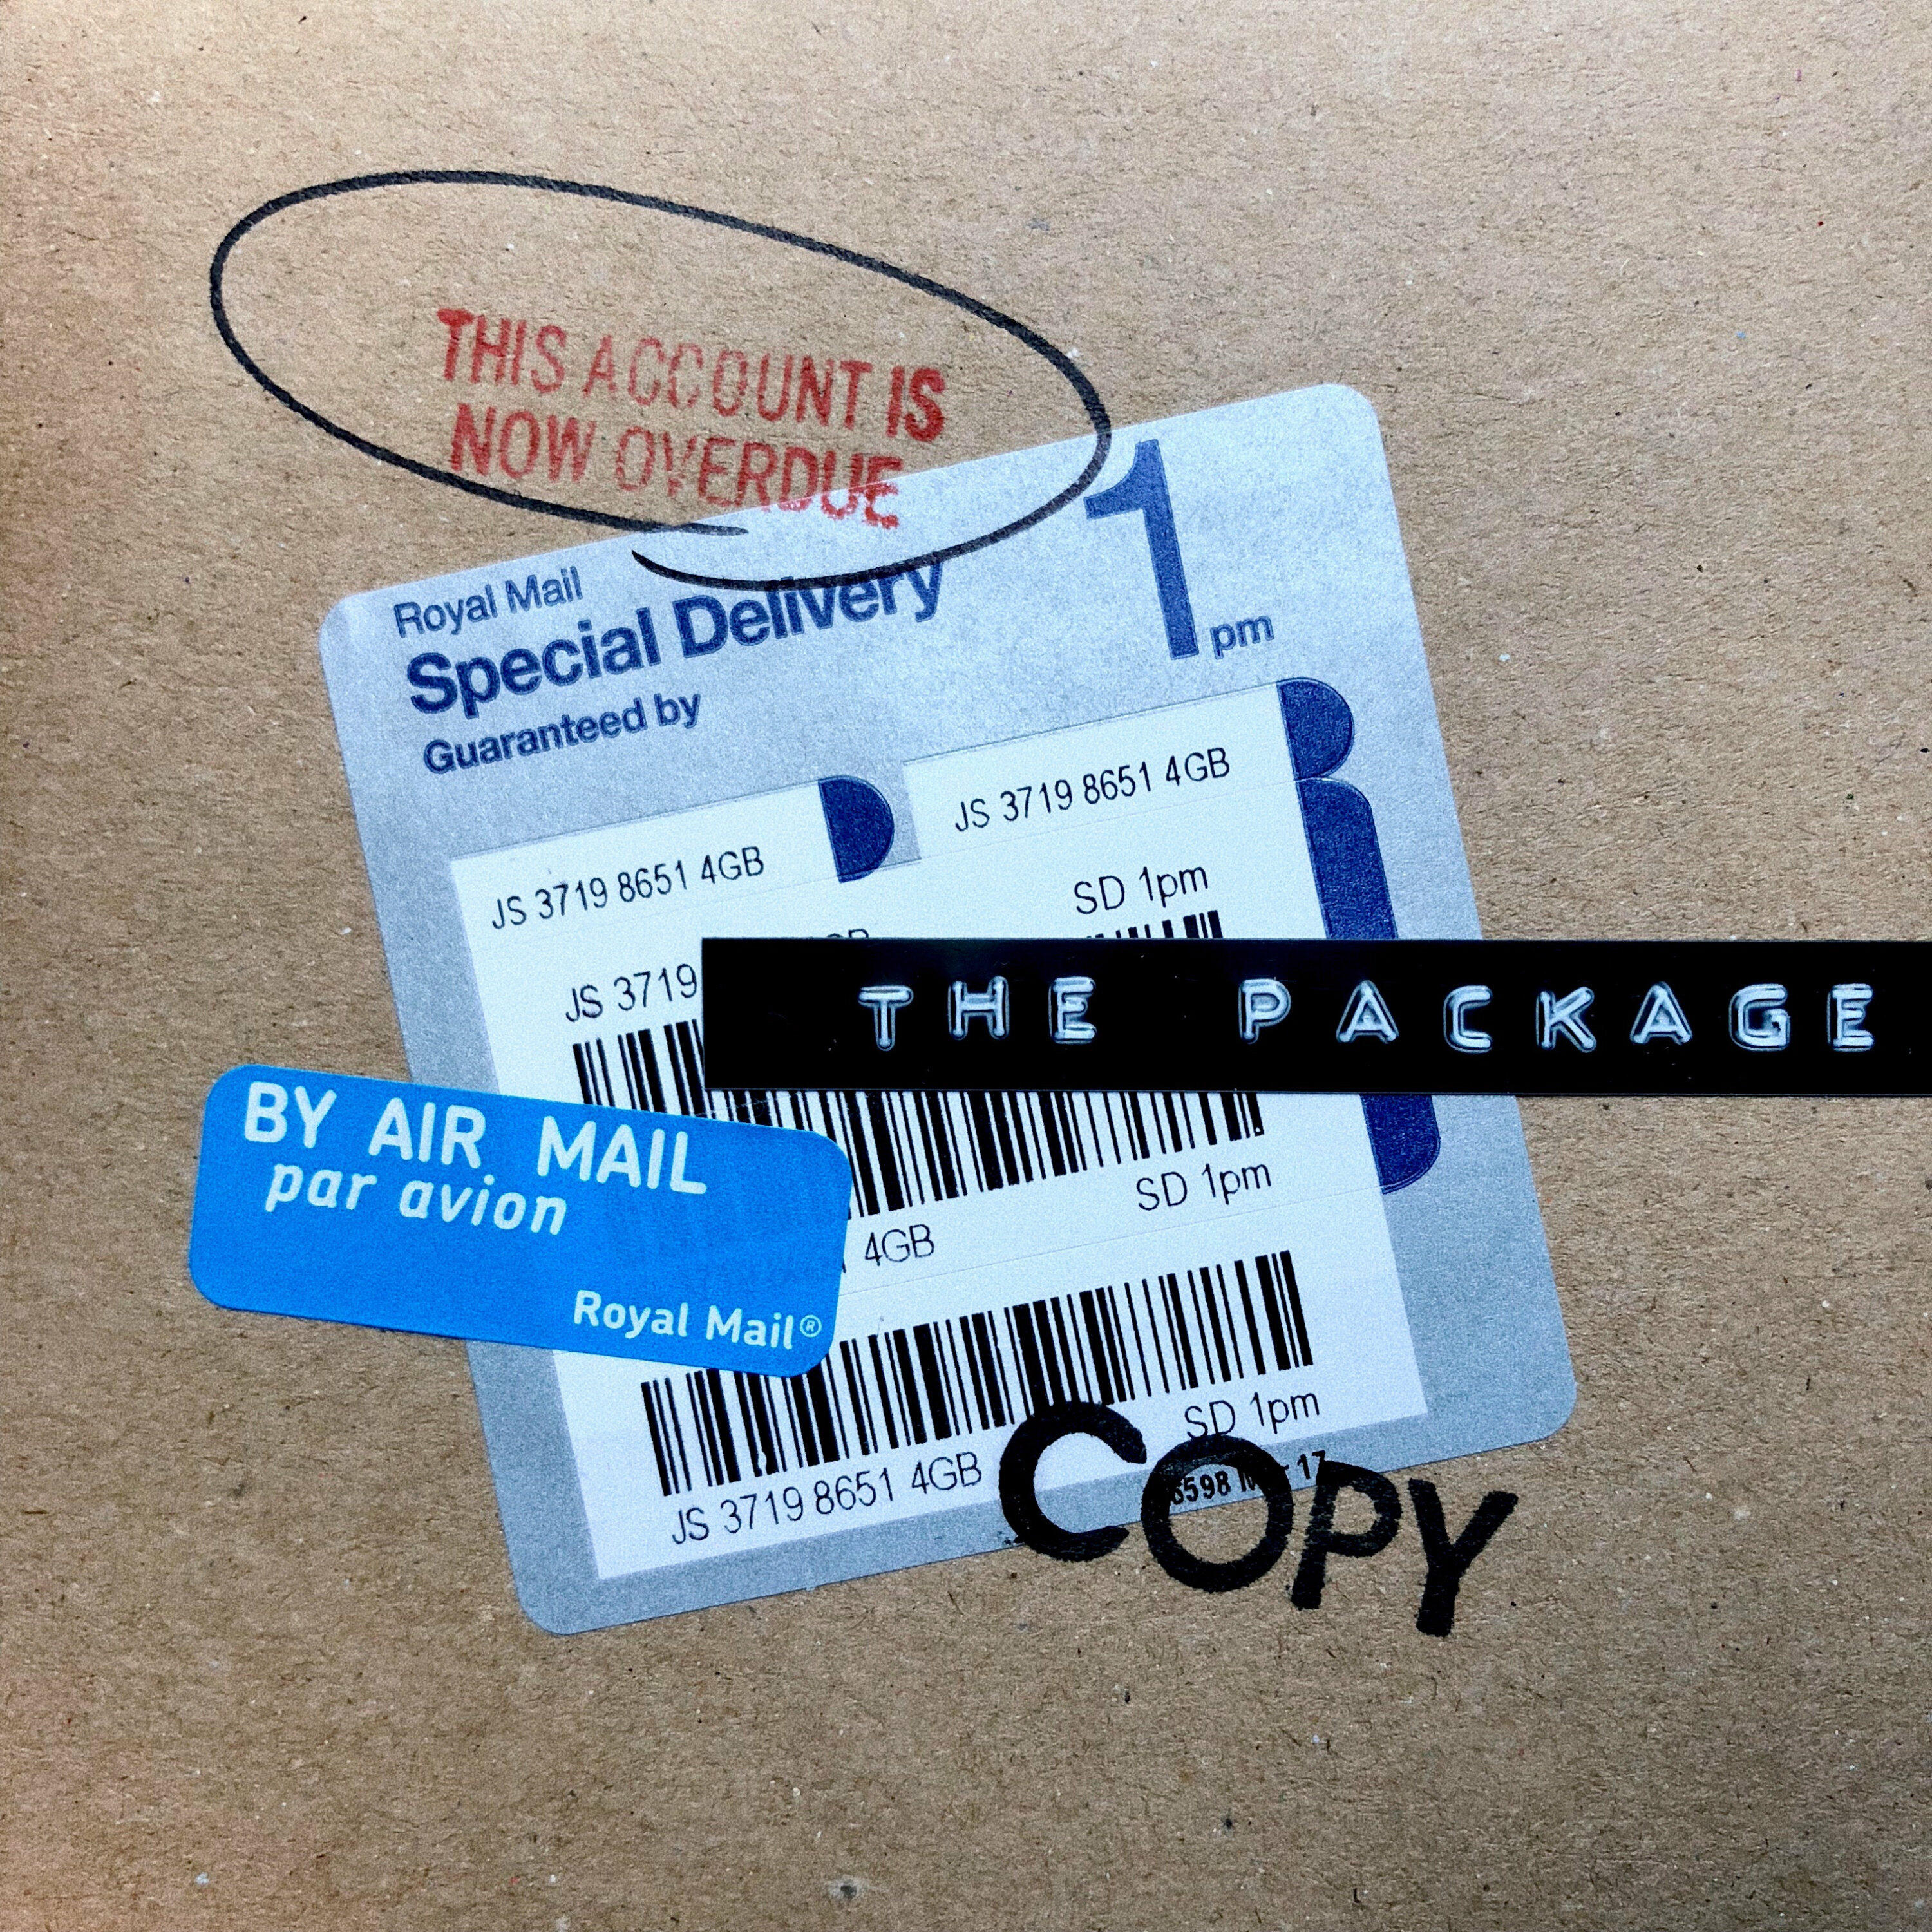 THIS ACCOUNT IS
NOW OVERDUE
Royal Mail
Special Delivery
Guaranteed by
1
pm
JS 3719 8651 4GB
JS 3719 8651 4GB
SD 1pm
JS 3719
THE PACKAGE
BY AIR MAIL
par avion
Royal Mail®
SD 1pm
4GB
SD 1pm
JS 3719 8651 4GB
17
COPY